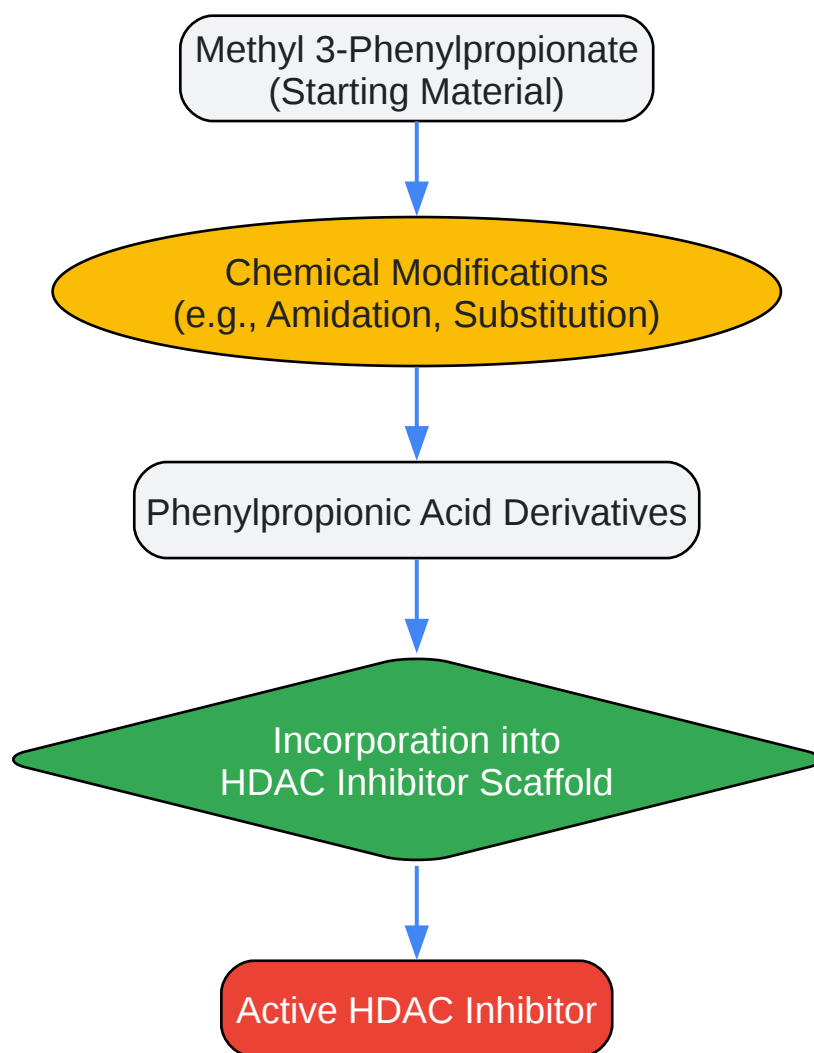 Methyl 3-Phenylpropionate
(Starting Material)
Chemical Modifications
(e.g., Amidation, Substitution)
Phenylpropionic Acid Derivatives
Incorporation into
HDAC Inhibitor Scaffold
Active HDAC Inhibitor